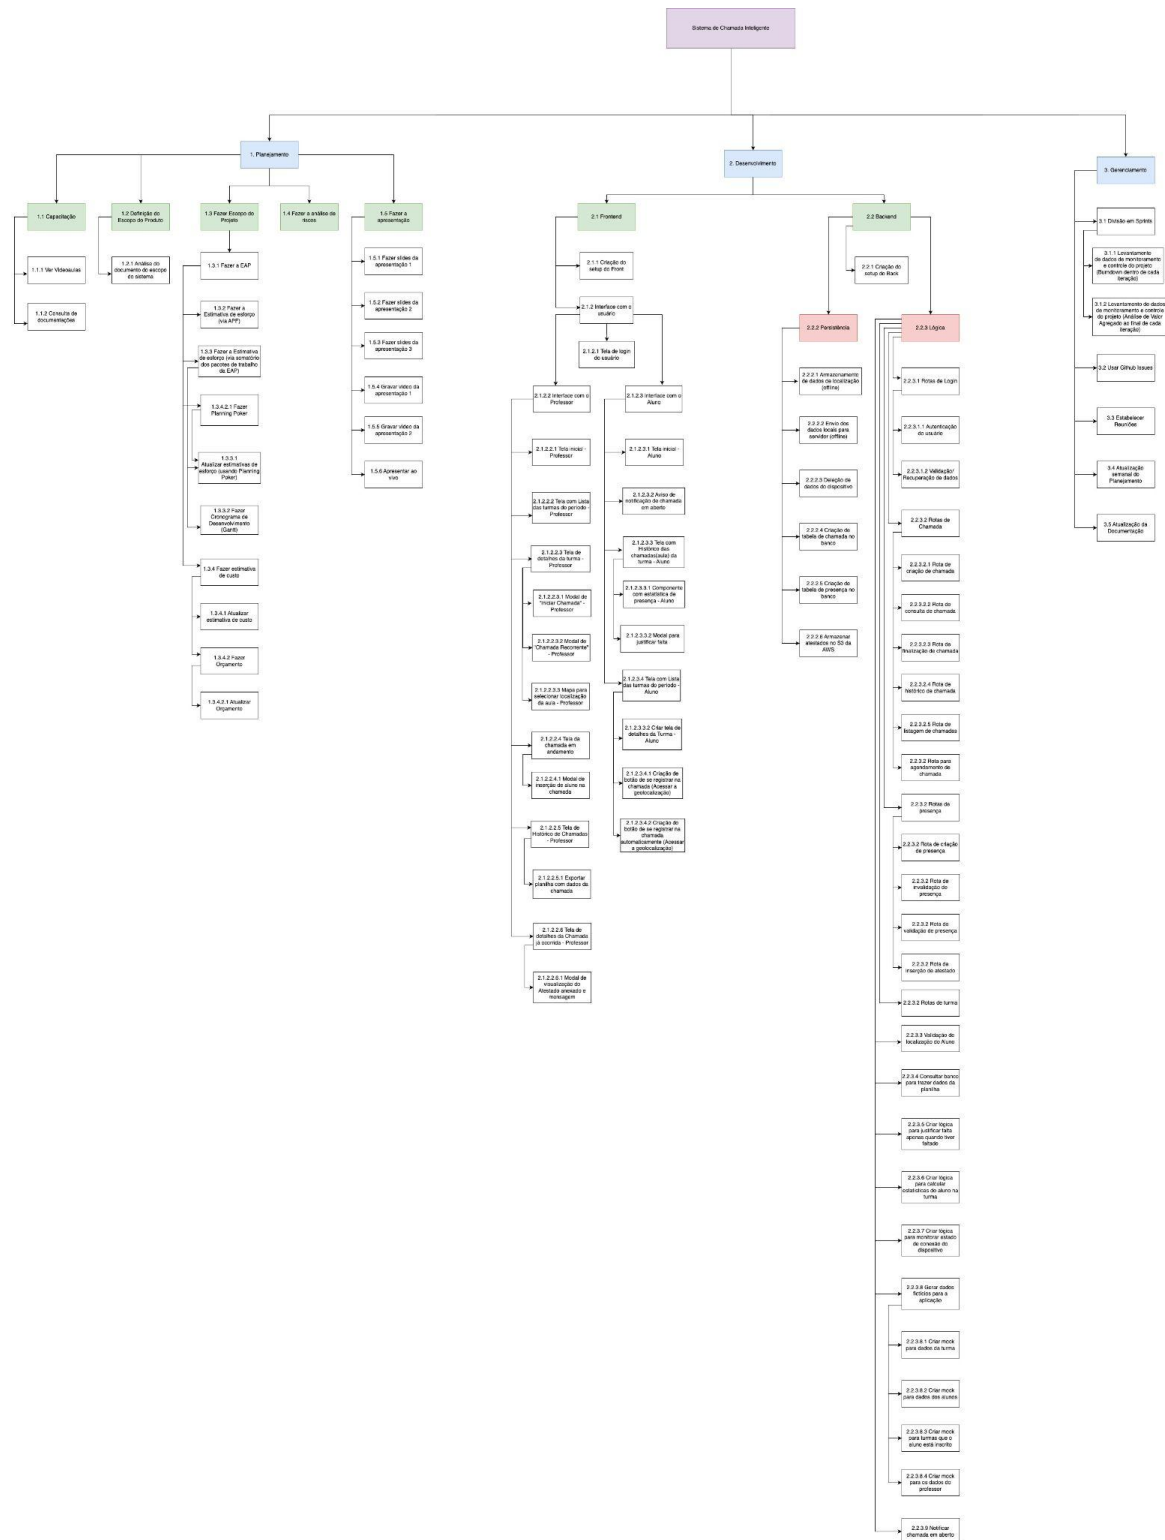 Sistema de Chamada Inteligente
1. Planejamento
2. Desenvolvimento
3. Gerenciamento
1.1 Capacitação
1.1.1 Ver Videoaulas
1.1.2 Consulta de
documentações
1.2 Definição do
Escopo do Produto
1.2.1 Análise do
documento de escopo
do sistema
1.3 Fazer Escopo do
Projeto
1.3.1 Fazer a EAP
1.3.2 Fazer a
Estimativa de esforço
(via APF)
1.3.3 Fazer a Estimativa
de esforço (via somatório
dos pacotes de trabalho
da EAP)
1.3.4.2.1 Fazer
Planning Poker
1.3.3.1
Atualizar estimativas de
esforço (usando Planning
Poker)
1.3.3.2 Fazer
Cronograma de
Desenvolvimento
(Gantt)
1.3.4 Fazer estimativa
de custo
1.3.4.1 Atualizar
estimativa de custo
1.3.4.2 Fazer
Orçamento
1.3.4.2.1 Atualizar
Orçamento
1.4 Fazer a análise de
riscos
1.5 Fazer a
apresentação
1.5.1 Fazer slides da
apresentação 1
1.5.2 Fazer slides da
apresentação 2
1.5.3 Fazer slides da
apresentação 3
1.5.4 Gravar vídeo da
apresentação 1
1.5.5 Gravar vídeo da
apresentação 2
1.5.6 Apresentar ao
vivo
2.1 Frontend
2.1.1 Criação do
setup do Front
2.1.2 Interface com o
usuário
2.1.2.1 Tela de login
do usuário
2.1.2.2 Interface com o
Professor
2.1.2.2.1 Tela inicial -
Professor
2.1.2.2.2 Tela com Lista
das turmas do período -
Professor
2.1.2.2.3 Tela de
detalhes da turma -
Professor
2.1.2.2.3.1 Modal de
"Iniciar Chamada" -
Professor
2.1.2.2.3.2 Modal de
"Chamada Recorrente"
- Professor
2.1.2.2.3.3 Mapa para
selecionar localização
da aula - Professor
2.1.2.2.4 Tela da
chamada em
andamento
2.1.2.2.4.1 Modal de
inserção de aluno na
chamada
2.1.2.2.5 Tela de
Histórico de Chamadas
- Professor
2.1.2.2.5.1 Exportar
planilha com dados da
chamada
2.1.2.2.6 Tela de
detalhes da Chamada
já ocorrida - Professor
2.1.2.2.6.1 Modal de
visualização do
Atestado anexado e
mensagem
2.1.2.3 Interface com o
Aluno
2.1.2.3.1 Tela inicial -
Aluno
2.1.2.3.2 Aviso de
notificação de chamada
em aberto
2.1.2.3.3 Tela com
Histórico das
chamadas(aula) da
turma - Aluno
2.1.2.3.3.1 Componente
com estatística de
presença - Aluno
2.1.2.3.3.2 Modal para
justificar falta
2.1.2.3.4 Tela com Lista
das turmas do período -
Aluno
2.1.2.3.3.2 Criar tela de
detalhes da Turma -
Aluno
2.1.2.3.4.1 Criação de
botão de se registrar na
chamada (Acessar a
geolocalização)
2.1.2.3.4.2 Criação de
botão de se registrar na
chamada
automaticamente (Acessar
a geolocalização)
2.2 Backend
2.2.1 Criação do
setup do Back
2.2.2 Persistência
2.2.2.1 Armazenamento
de dados de localização
(offline)
2.2.2.2 Envio dos
dados locais para
servidor (offline)
2.2.2.3 Deleção de
dados do dispositivo
2.2.2.4 Criação de
tabela de chamada no
banco
2.2.2.5 Criação de
tabela de presença no
banco
2.2.2.6 Armazenar
atestados no S3 da
AWS
2.2.3 Lógica
2.2.3.1 Rotas de Login
2.2.3.1.1 Autenticação
do usuário
2.2.3.1.2 Validação/
Recuperação de dados
2.2.3.2 Rotas de
Chamada
2.2.3.2.1 Rota de
criação de chamada
2.2.3.2.2 Rota de
consulta de chamada
2.2.3.2.3 Rota de
finalização de chamada
2.2.3.2.4 Rota de
histórico de chamada
2.2.3.2.5 Rota de
listagem de chamadas
2.2.3.2 Rota para
agendamento de
chamada
2.2.3.2 Rotas de
presença
2.2.3.2 Rota de criação
de presença
2.2.3.2 Rota de
invalidação de
presença
2.2.3.2 Rota de
validação de presença
2.2.3.2 Rota de
inserção de atestado
2.2.3.2 Rotas de turma
2.2.3.3 Validação de
localização do Aluno
2.2.3.4 Consultar banco
para trazer dados da
planilha
2.2.3.5 Criar lógica
para justificar falta
apenas quando tiver
faltado
2.2.3.6 Criar lógica
para calcular
estatísticas do aluno na
turma
2.2.3.7 Criar lógica
para monitorar estado
de conexão do
dispositivo
2.2.3.8 Gerar dados
fictícios para a
aplicação
2.2.3.8.1 Criar mock
para dados da turma
2.2.3.8.2 Criar mock
para dados dos alunos
2.2.3.8.3 Criar mock
para turmas que o
aluno está inscrito
2.2.3.8.4 Criar mock
para os dados do
professor
2.2.3.9 Notificar
chamada em aberto
3.1 Divisão em Sprints
3.1.1 Levantamento
de dados de monitoramento
e controle do projeto
(Burndown dentro de cada
iteração)
3.1.2 Levantamento de dados
de monitoramento e controle
do projeto (Análise de Valor
Agregado ao final de cada
iteração)
3.2 Usar Github Issues
3.3 Estabelecer
Reuniões
3.4 Atualização
semanal do
Planejamento
3.5 Atualização da
Documentação